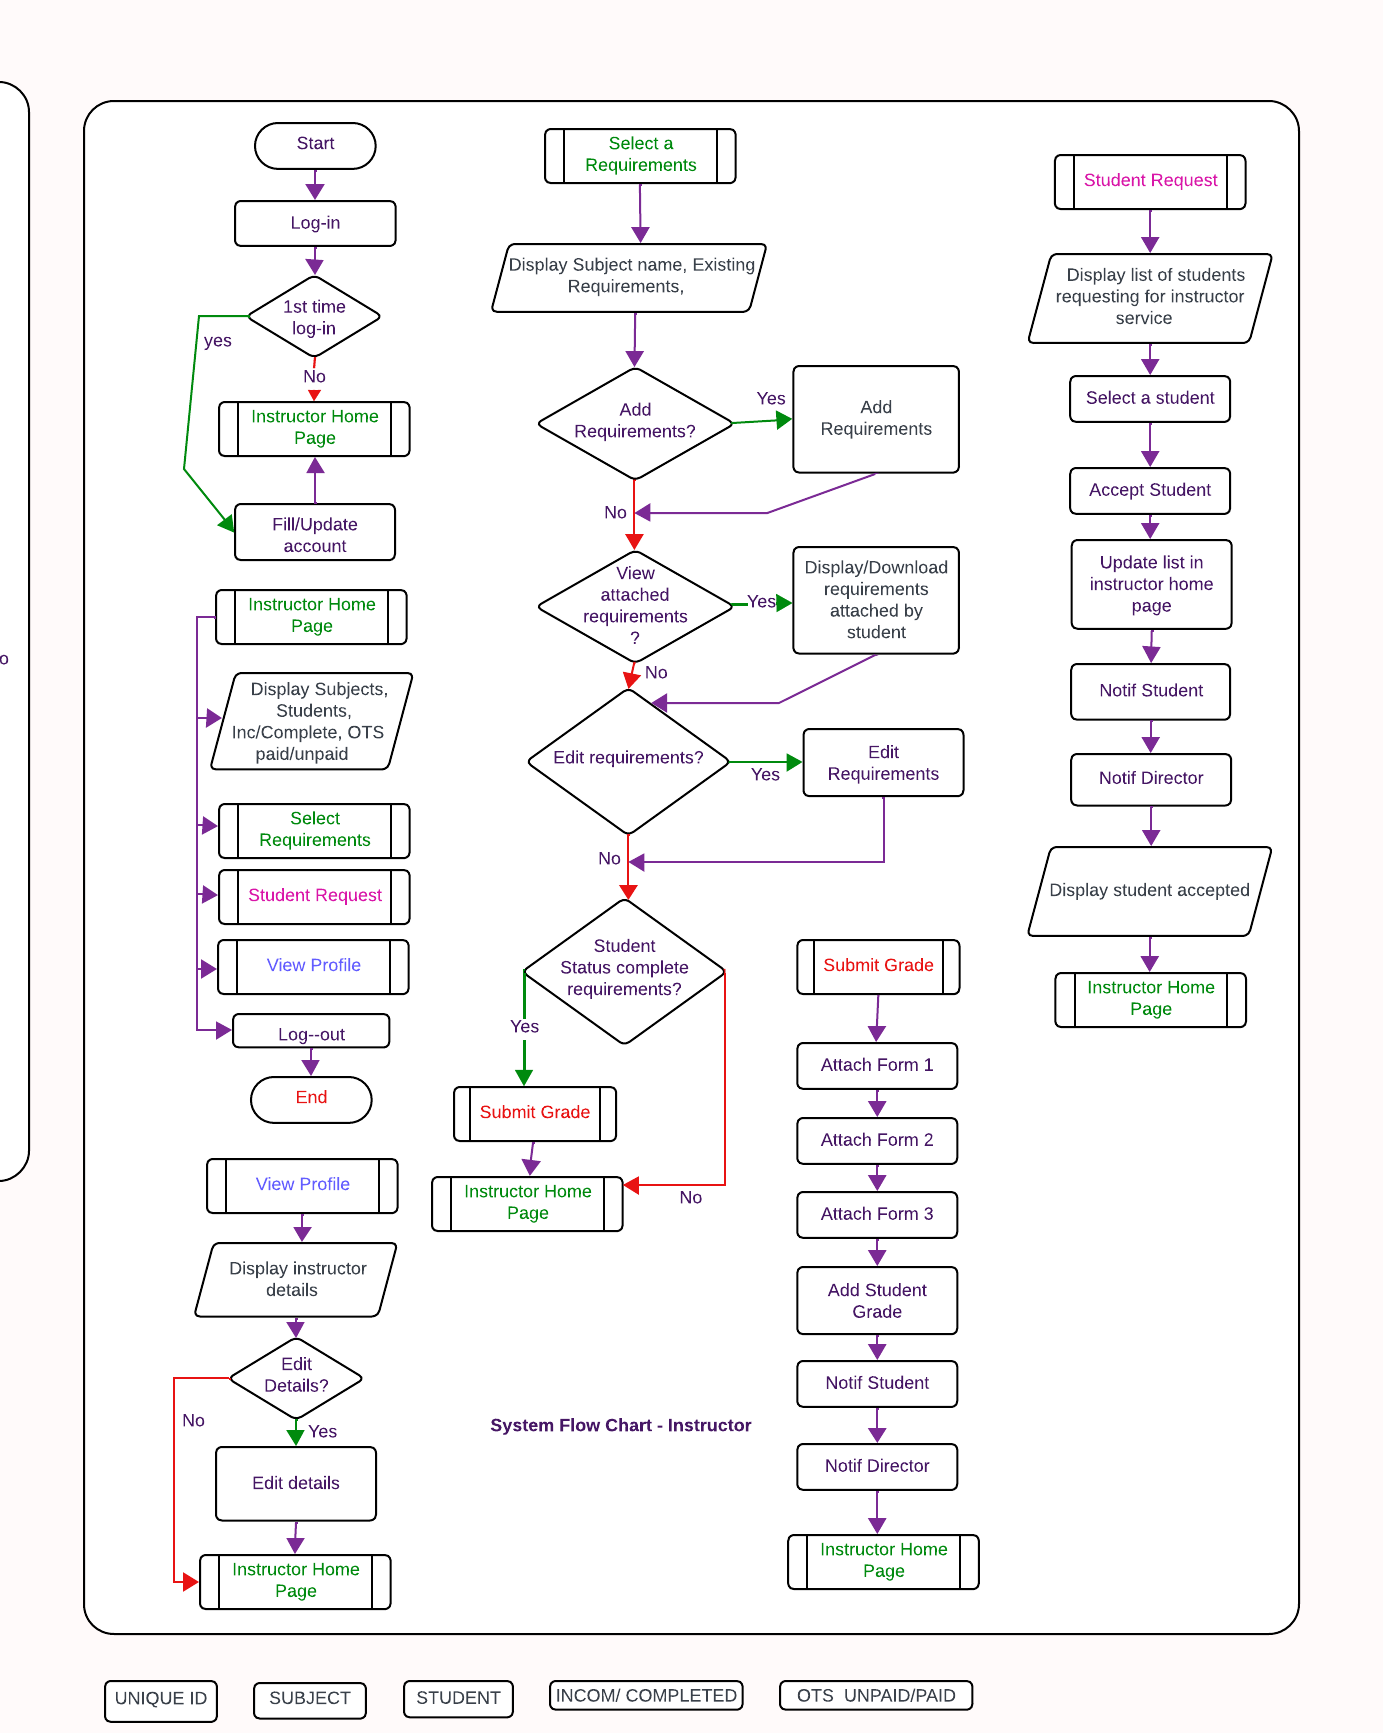 o
Start
Log-in
1st time
log-in
yes
No
Instructor Home
Page
Fill/Update
account
Instructor Home
Page
Display Subjects,
Students,
Inc/Complete, OTS
paid/unpaid
Select
Requirements
Student Request
View Profile
Log--out
End
View Profile
Display instructor
details
Edit
Details?
No
Yes
Edit details
Instructor Home
Page
Select a
Requirements
Display Subject name, Existing
Requirements,
Add
Requirements?
Yes
Add
Requirements
No
View
attached
requirements
?
Yes
Display/Download
requirements
attached by
student
No
Edit requirements?
Yes
Edit
Requirements
No
Student
Status complete
requirements?
Yes
Submit Grade
Instructor Home
Page
No
System Flow Chart - Instructor
Submit Grade
Attach Form 1
Attach Form 2
Attach Form 3
Add Student
Grade
Notif Student
Notif Director
Instructor Home
Page
Student Request
Display list of students
requesting for instructor
service
Select a student
Accept Student
Update list in
instructor home
page
Notif Student
Notif Director
Display student accepted
Instructor Home
Page
UNIQUE ID
SUBJECT
STUDENT
INCOM/ COMPLETED
OTS  UNPAID/PAID